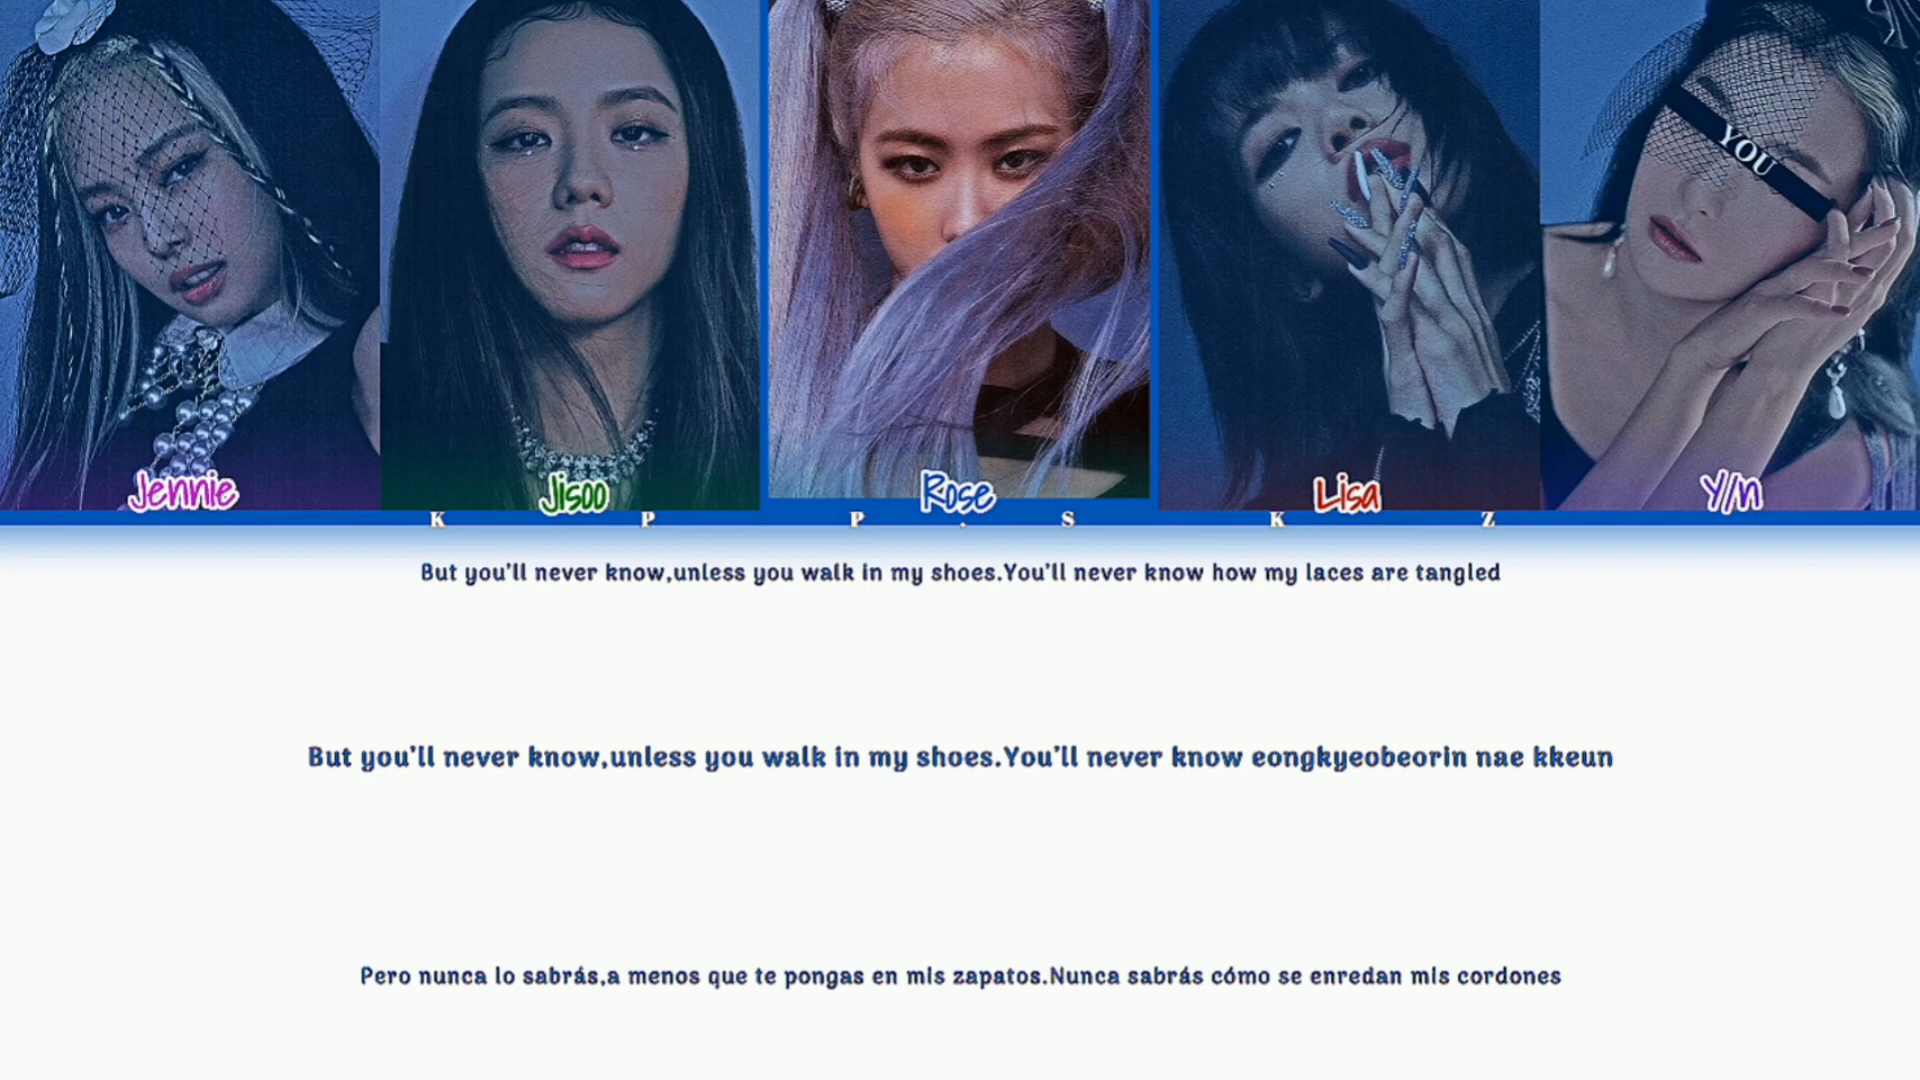 YOU
Jennie
Jisoo
Rose
Lisa
Y/n
K P P . S K Z
But you'll never know,unless you walk in my shoes.You'll never know how my laces are tangled
But you'll never know,unless you walk in my shoes.You'll never know eongkyeobeorin nae kkeun
Pero nunca lo sabrás,a menos que te pongas en mis zapatos.Nunca sabrás cómo se enredan mis cordones